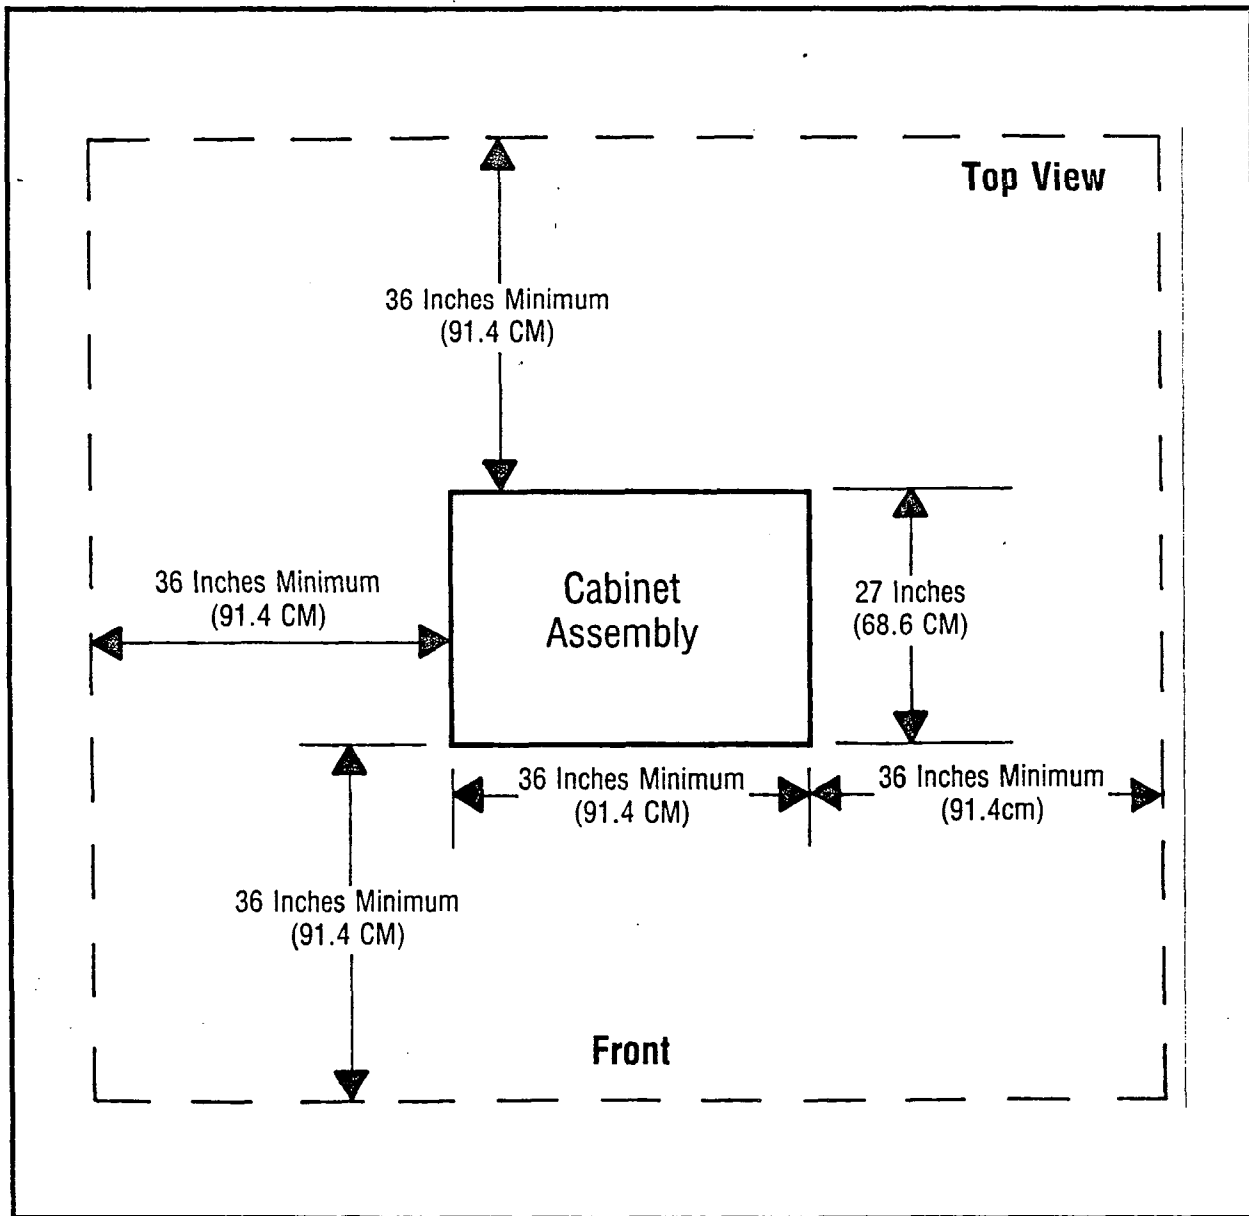 Top View
36 Inches Minimum
(91.4 CM)
36 Inches Minimum
(91.4 CM)
Cabinet
Assembly
27 Inches
(68.6 CM)
36 Inches Minimum
(91.4 CM)
36 Inches Minimum
(91.4cm)
36 Inches Minimum
(91.4 CM)
Front